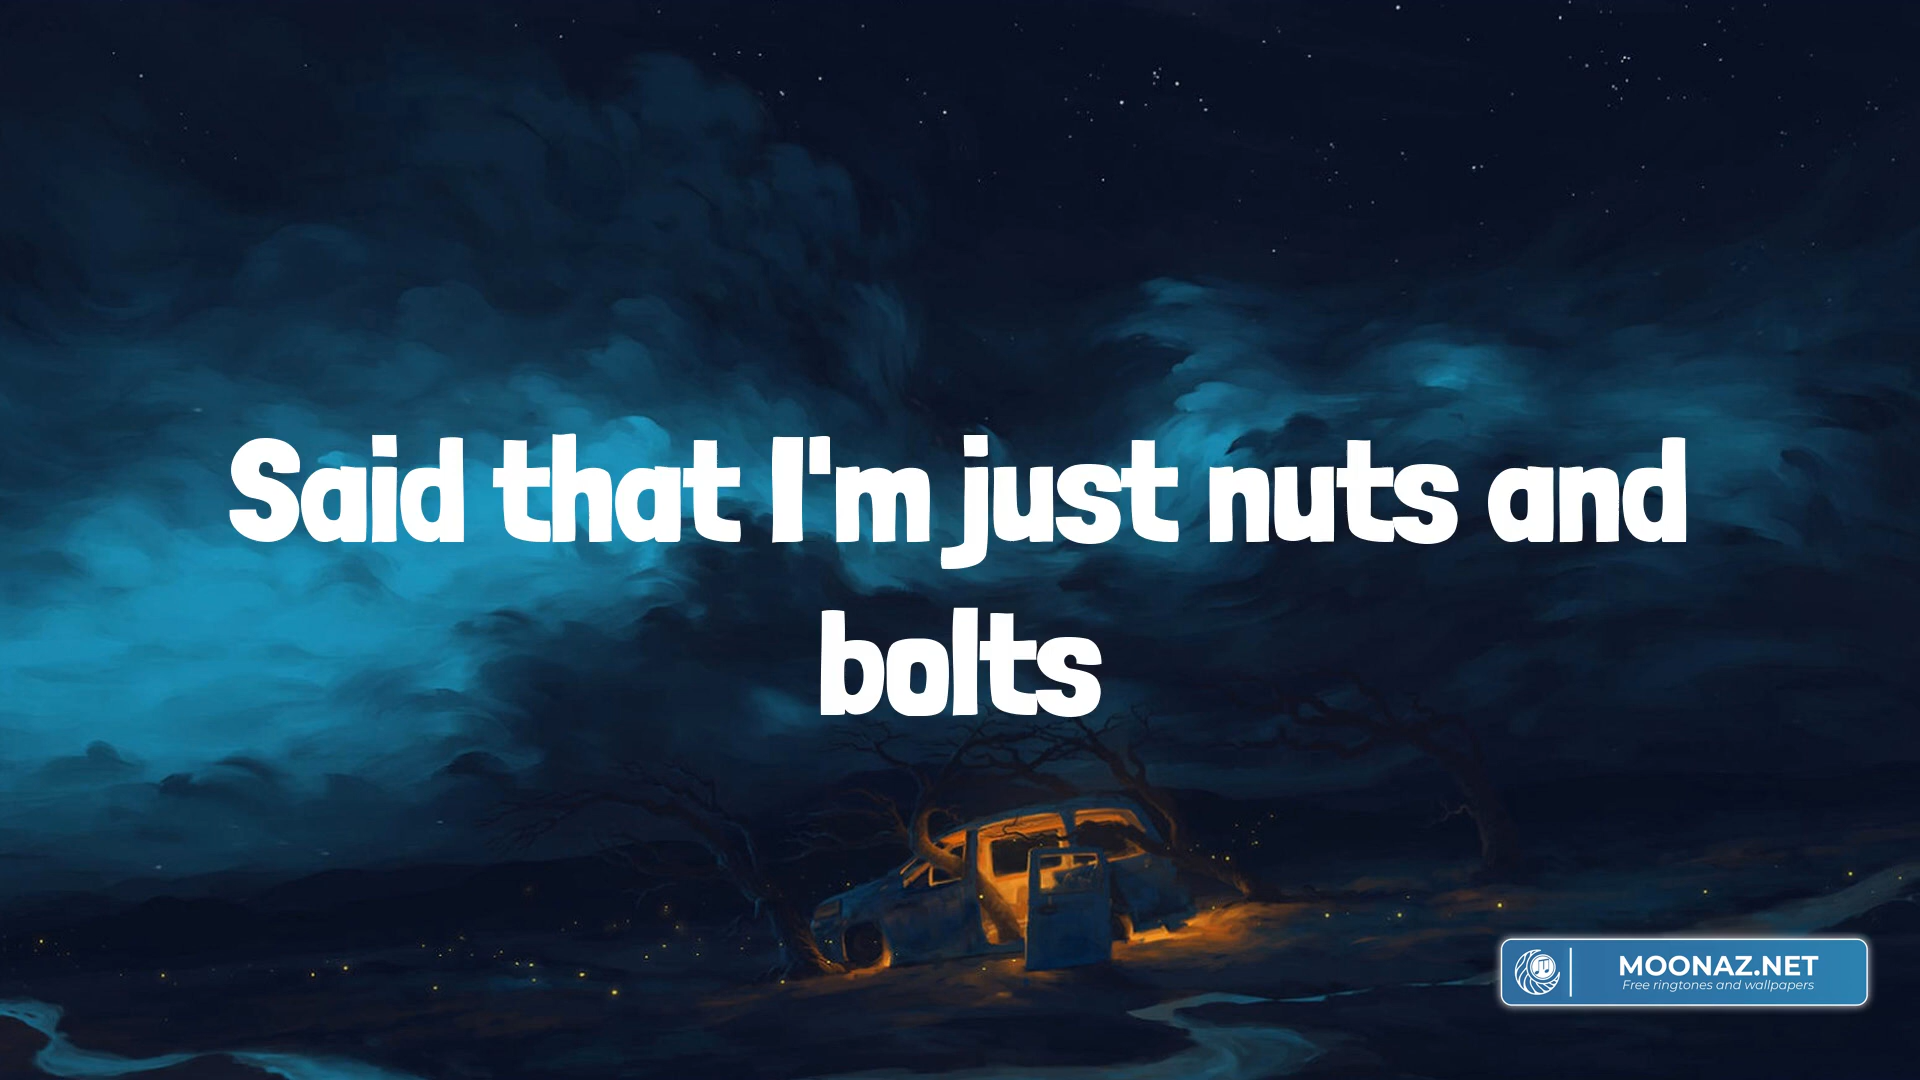 Said that I'm just nuts and
bolts
MOONAZ.NET
Free ringtones and wallpapers